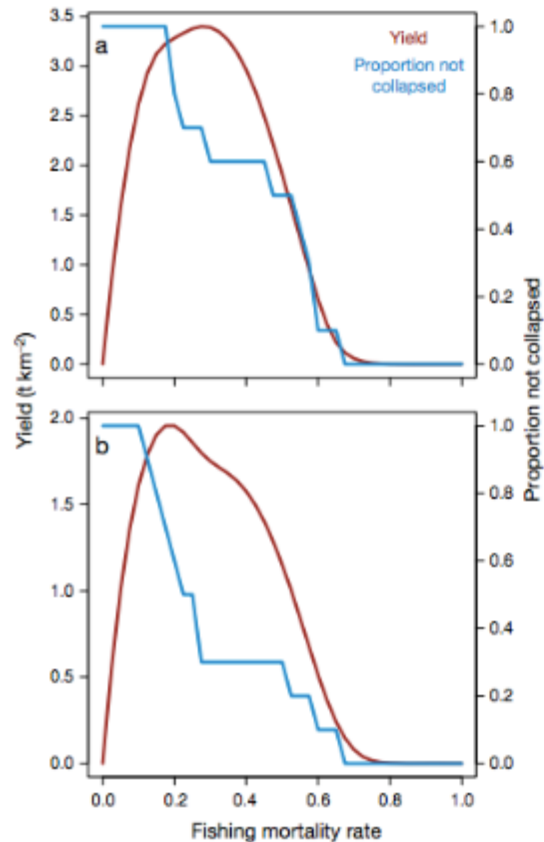 a
Yield
Proportion not
collapsed
3.5
3.0
2.5
2.0
1.5
1.0
0.5
0.0
1.0
0.8
0.6
0.4
0.2
0.0
b
2.0
1.5
1.0
0.5
0.0
1.0
0.8
0.6
0.4
0.2
0.0
Yield (t km⁻²)
Proportion not collapsed
0.0 0.2 0.4 0.6 0.8 1.0
Fishing mortality rate